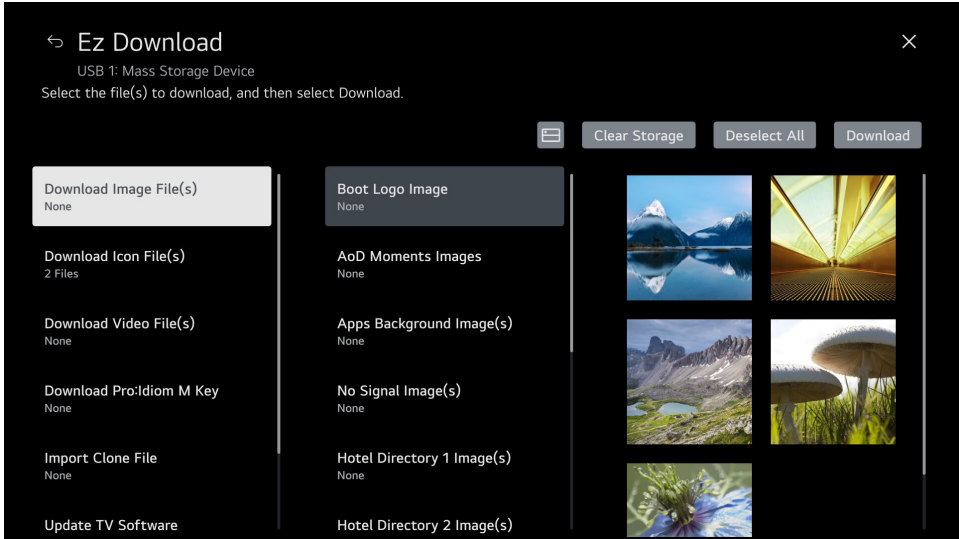 Ez Download
USB 1: Mass Storage Device
Select the file(s) to download, and then select Download.
Clear Storage
Deselect All
Download
Download Image File(s)
None
Download Icon File(s)
2 Files
Download Video File(s)
None
Download Pro:Idiom M Key
None
Import Clone File
None
Update TV Software
Boot Logo Image
None
AoD Moments Images
None
Apps Background Image(s)
None
No Signal Image(s)
None
Hotel Directory 1 Image(s)
None
Hotel Directory 2 Image(s)